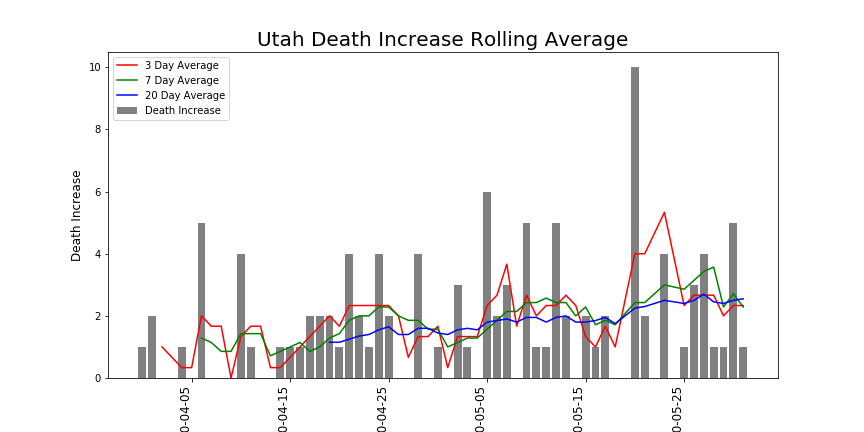 Utah Death Increase Rolling Average
3 Day Average
7 Day Average
20 Day Average
Death Increase
Death Increase
10
8
6
4
2
0
0-04-05
0-04-15
0-04-25
0-05-05
0-05-15
0-05-25